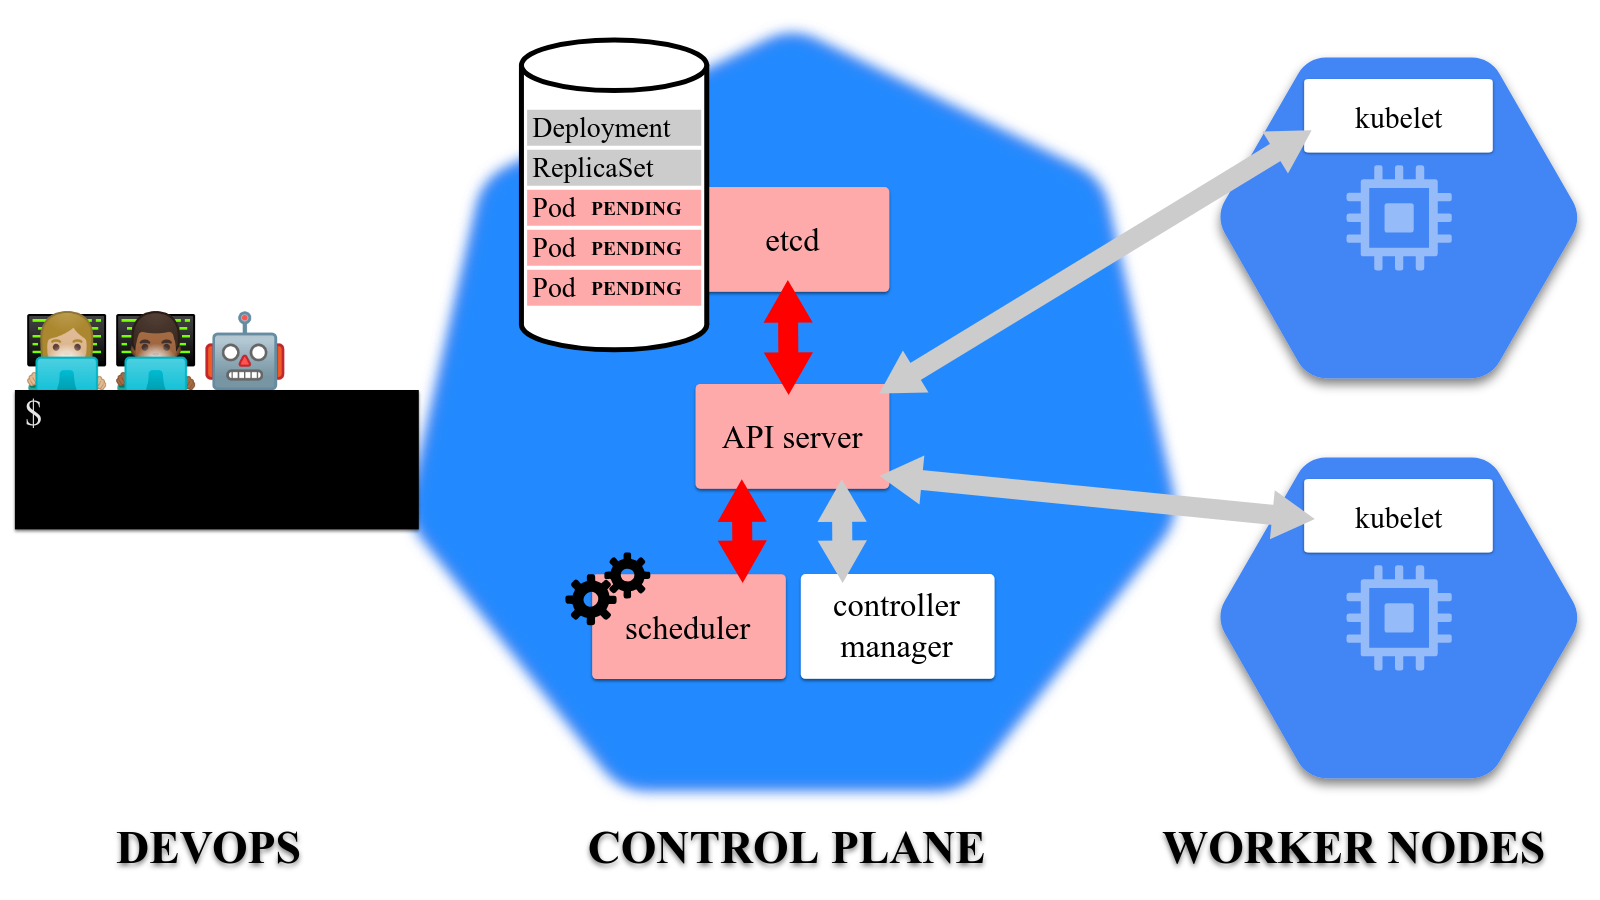 Deployment
ReplicaSet
Pod PENDING
Pod PENDING
Pod PENDING
etcd
$
API server
scheduler
controller
manager
kubelet
kubelet
DEVOPS
CONTROL PLANE
WORKER NODES